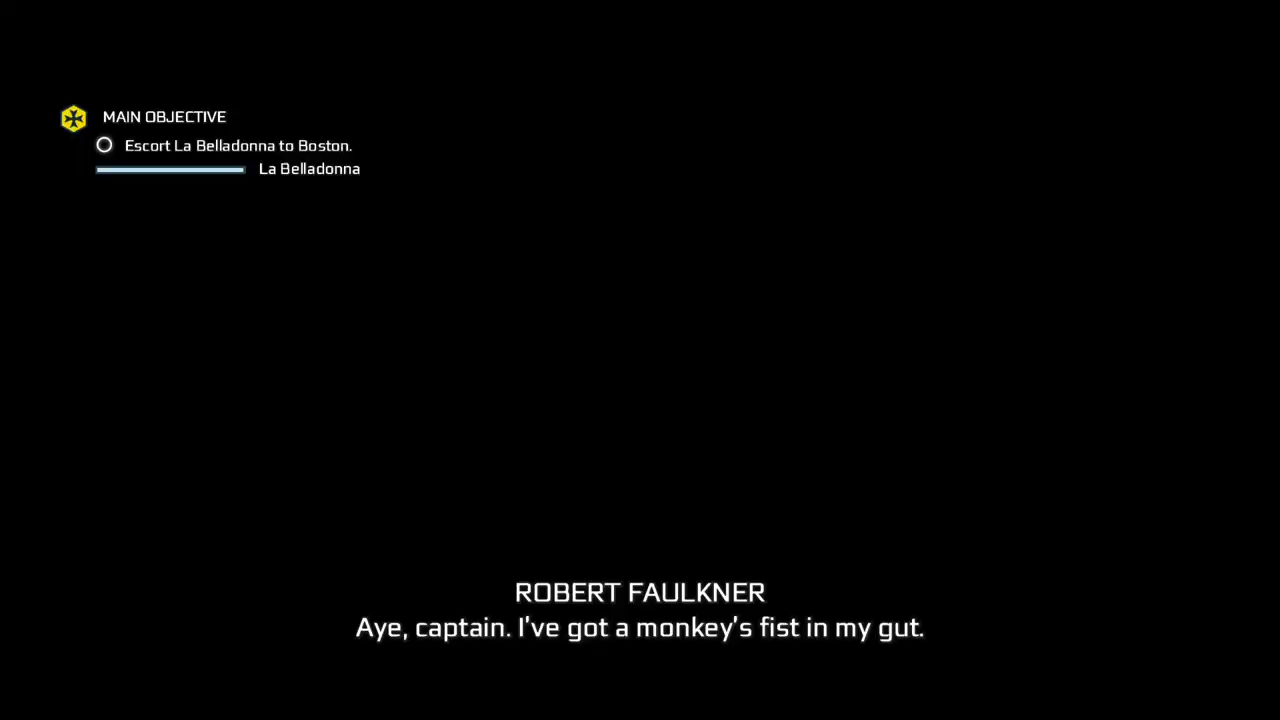 MAIN OBJECTIVE
Escort La Belladonna to Boston.
La Belladonna
ROBERT FAULKNER
Aye, captain. I've got a monkey's fist in my gut.